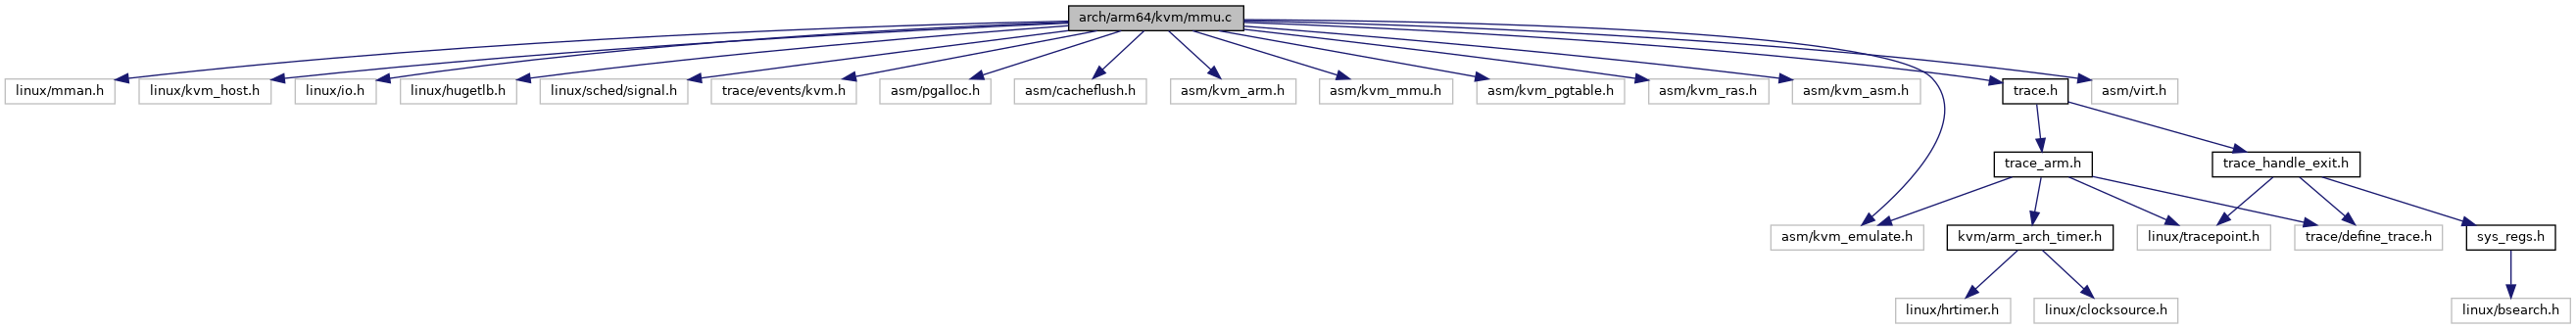 arch/arm64/kvm/mmu.c
linux/mman.h
linux/kvm_host.h
linux/io.h
linux/hugetlb.h
linux/sched/signal.h
trace/events/kvm.h
asm/pgalloc.h
asm/cacheflush.h
asm/kvm_arm.h
asm/kvm_mmu.h
asm/kvm_pgtable.h
asm/kvm_ras.h
asm/kvm_asm.h
trace.h
asm/virt.h
trace_arm.h
trace_handle_exit.h
asm/kvm_emulate.h
kvm/arm_arch_timer.h
linux/tracepoint.h
trace/define_trace.h
sys_regs.h
linux/hrtimer.h
linux/clocksource.h
linux/bsearch.h